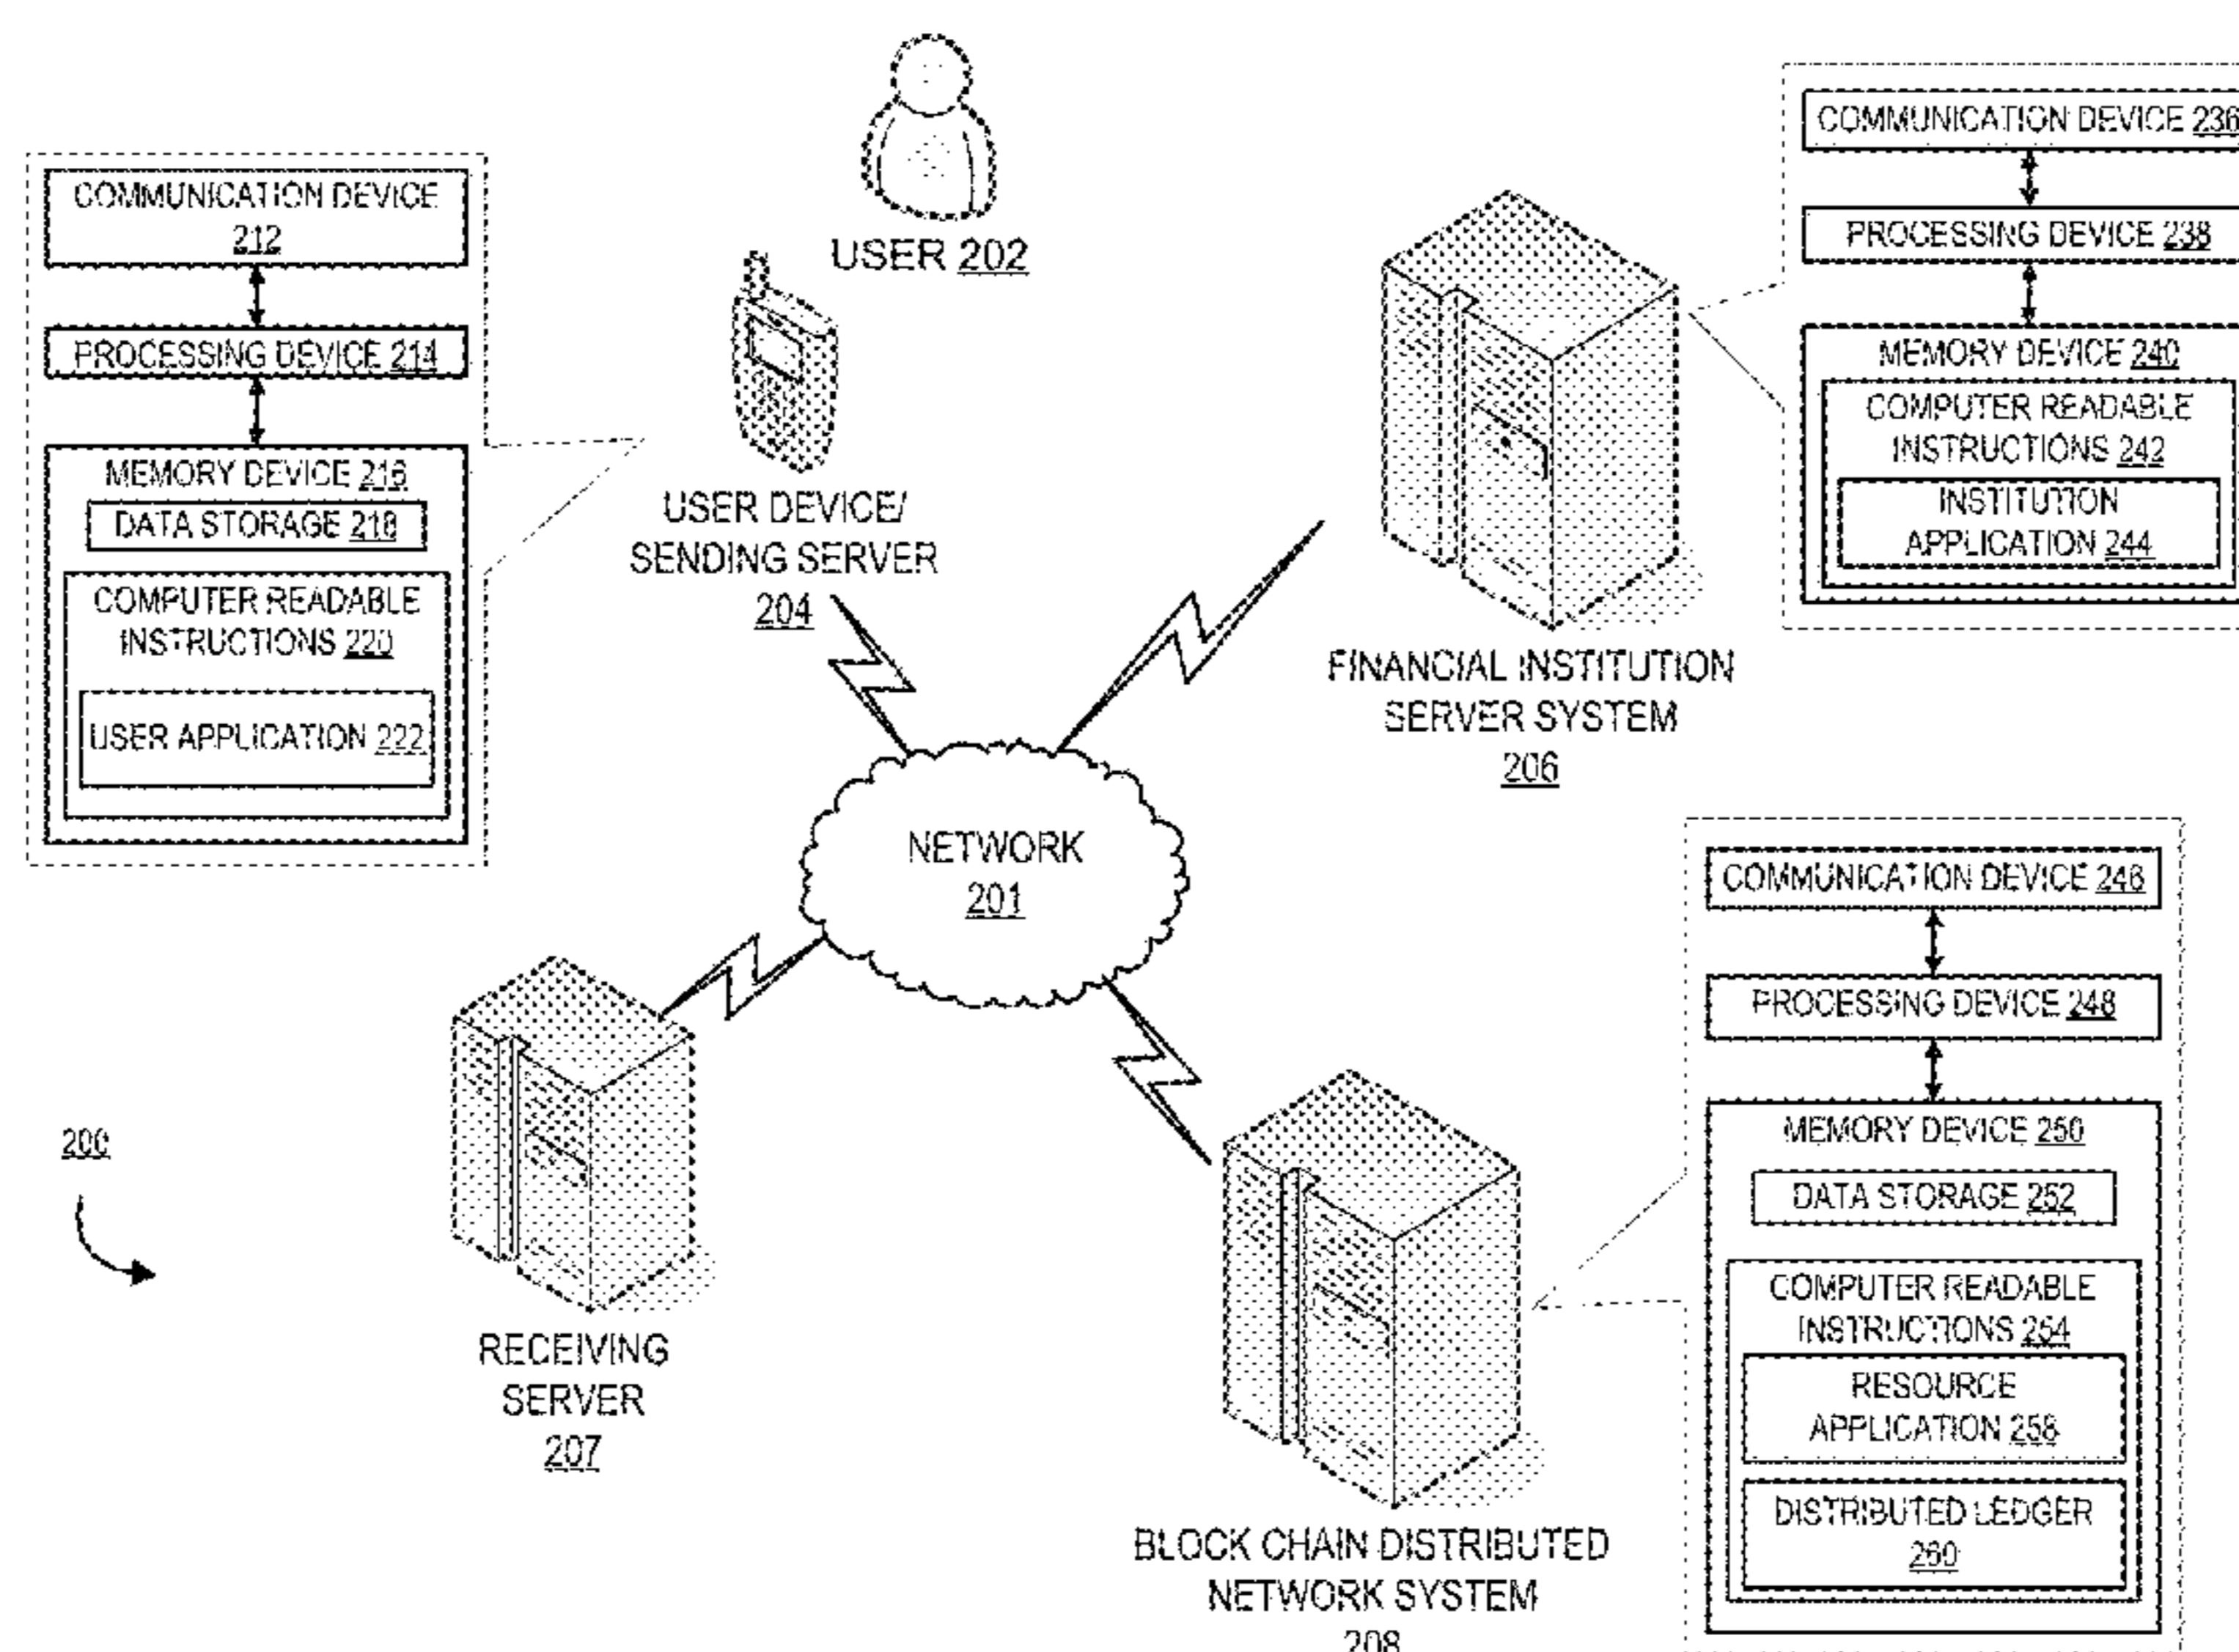 USER 202
COMMUNICATION DEVICE
212
PROCESSING DEVICE 214
MEMORY DEVICE 216
DATA STORAGE 218
COMPUTER READABLE
INSTRUCTIONS 220
USER APPLICATION 222
USER DEVICE/
SENDING SERVER
204
COMMUNICATION DEVICE 236
PROCESSING DEVICE 238
MEMORY DEVICE 240
COMPUTER READABLE
INSTRUCTIONS 242
INSTITUTION
APPLICATION 244
FINANCIAL INSTITUTION
SERVER SYSTEM
206
NETWORK
201
200
RECEIVING
SERVER
207
BLOCK CHAIN DISTRIBUTED
NETWORK SYSTEM
208
COMMUNICATION DEVICE 246
PROCESSING DEVICE 248
MEMORY DEVICE 250
DATA STORAGE 252
COMPUTER READABLE
INSTRUCTIONS 254
RESOURCE
APPLICATION 258
DISTRIBUTED LEDGER
260